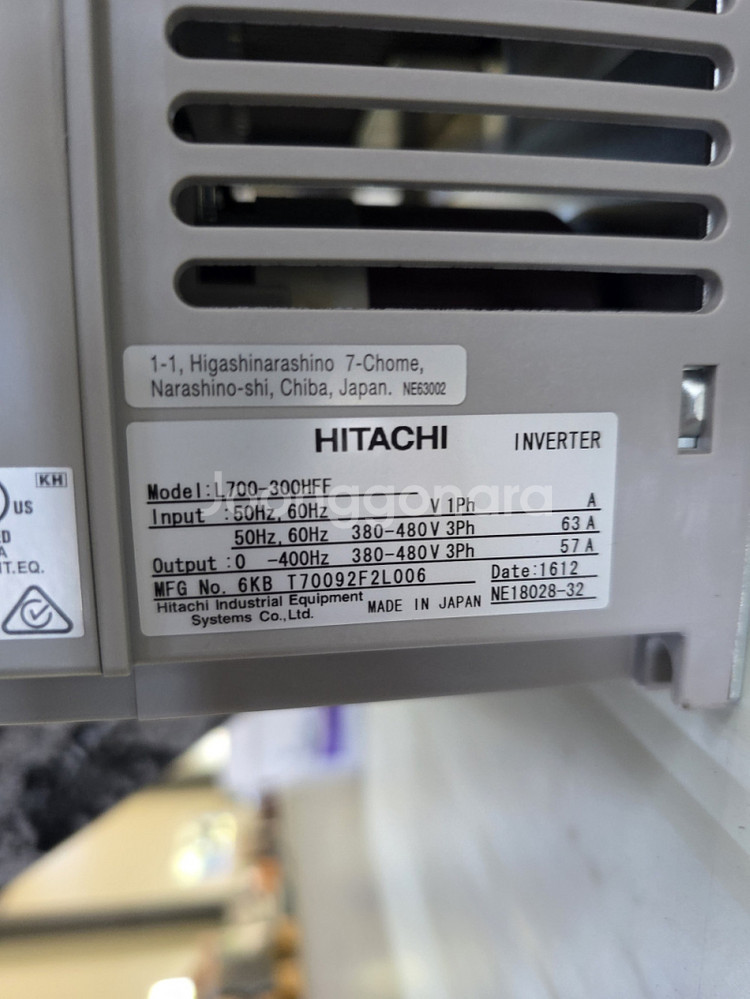 1-1, Higashinarashino 7-Chome,
Narashino-shi, Chiba, Japan. NE63002
HITACHI INVERTER
Model:L700-300HFF
Input :50Hz, 60Hz V 1Ph A
50Hz, 60Hz 380-480V 3Ph 63 A
Output :0 -400Hz 380-480V 3Ph 57 A
MFG No. 6KB T70092F2L006 Date:1612
Hitachi Industrial Equipment Systems Co.,Ltd. MADE IN JAPAN NE18028-32
KH
US
T.EQ.
Joonggonara